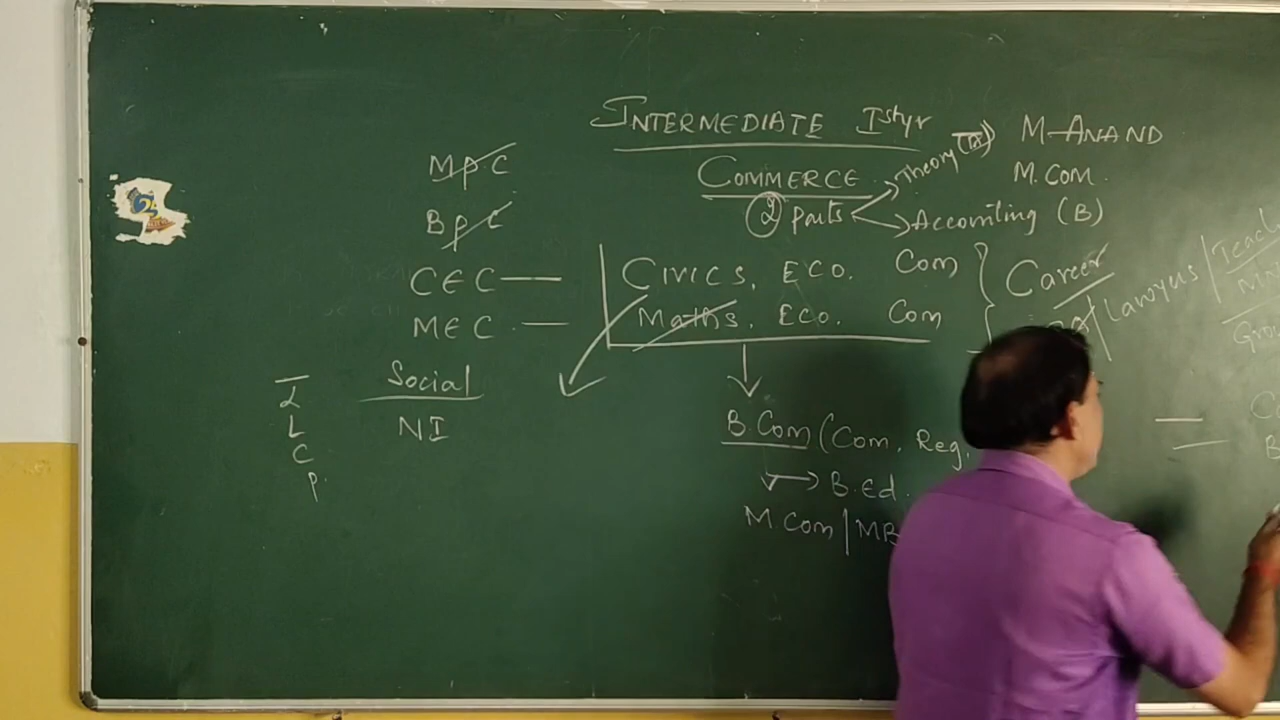 INTERMEDIATE Ist yr
COMMERCE
2 parts
Theory (A)
Accounting (B)
M. ANAND
M.COM.
MPC
BPC
CEC — Civics, Eco. Com
MEC — Maths, Eco. Com
Career
Lawyers /
Social
NI
I
L
C
P.
B.Com (Com, Reg,
→ B.Ed.
M.Com | MB